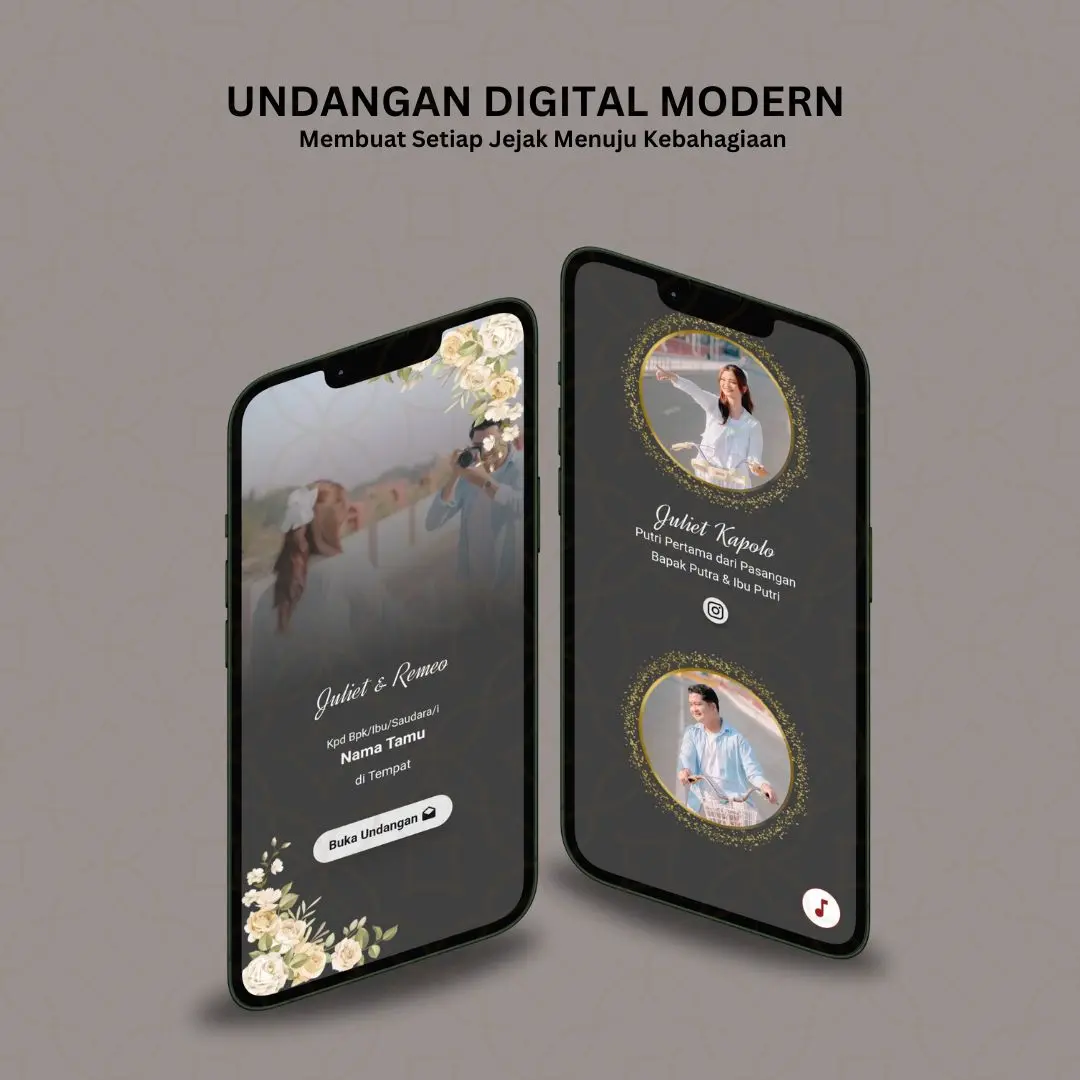 UNDANGAN DIGITAL MODERN
Membuat Setiap Jejak Menuju Kebahagiaan
Juliet & Remeo
Kpd Bpk/Ibu/Saudara/i
Nama Tamu
di Tempat
Buka Undangan
Juliet Kapolo
Putri Pertama dari Pasangan
Bapak Putra & Ibu Putri